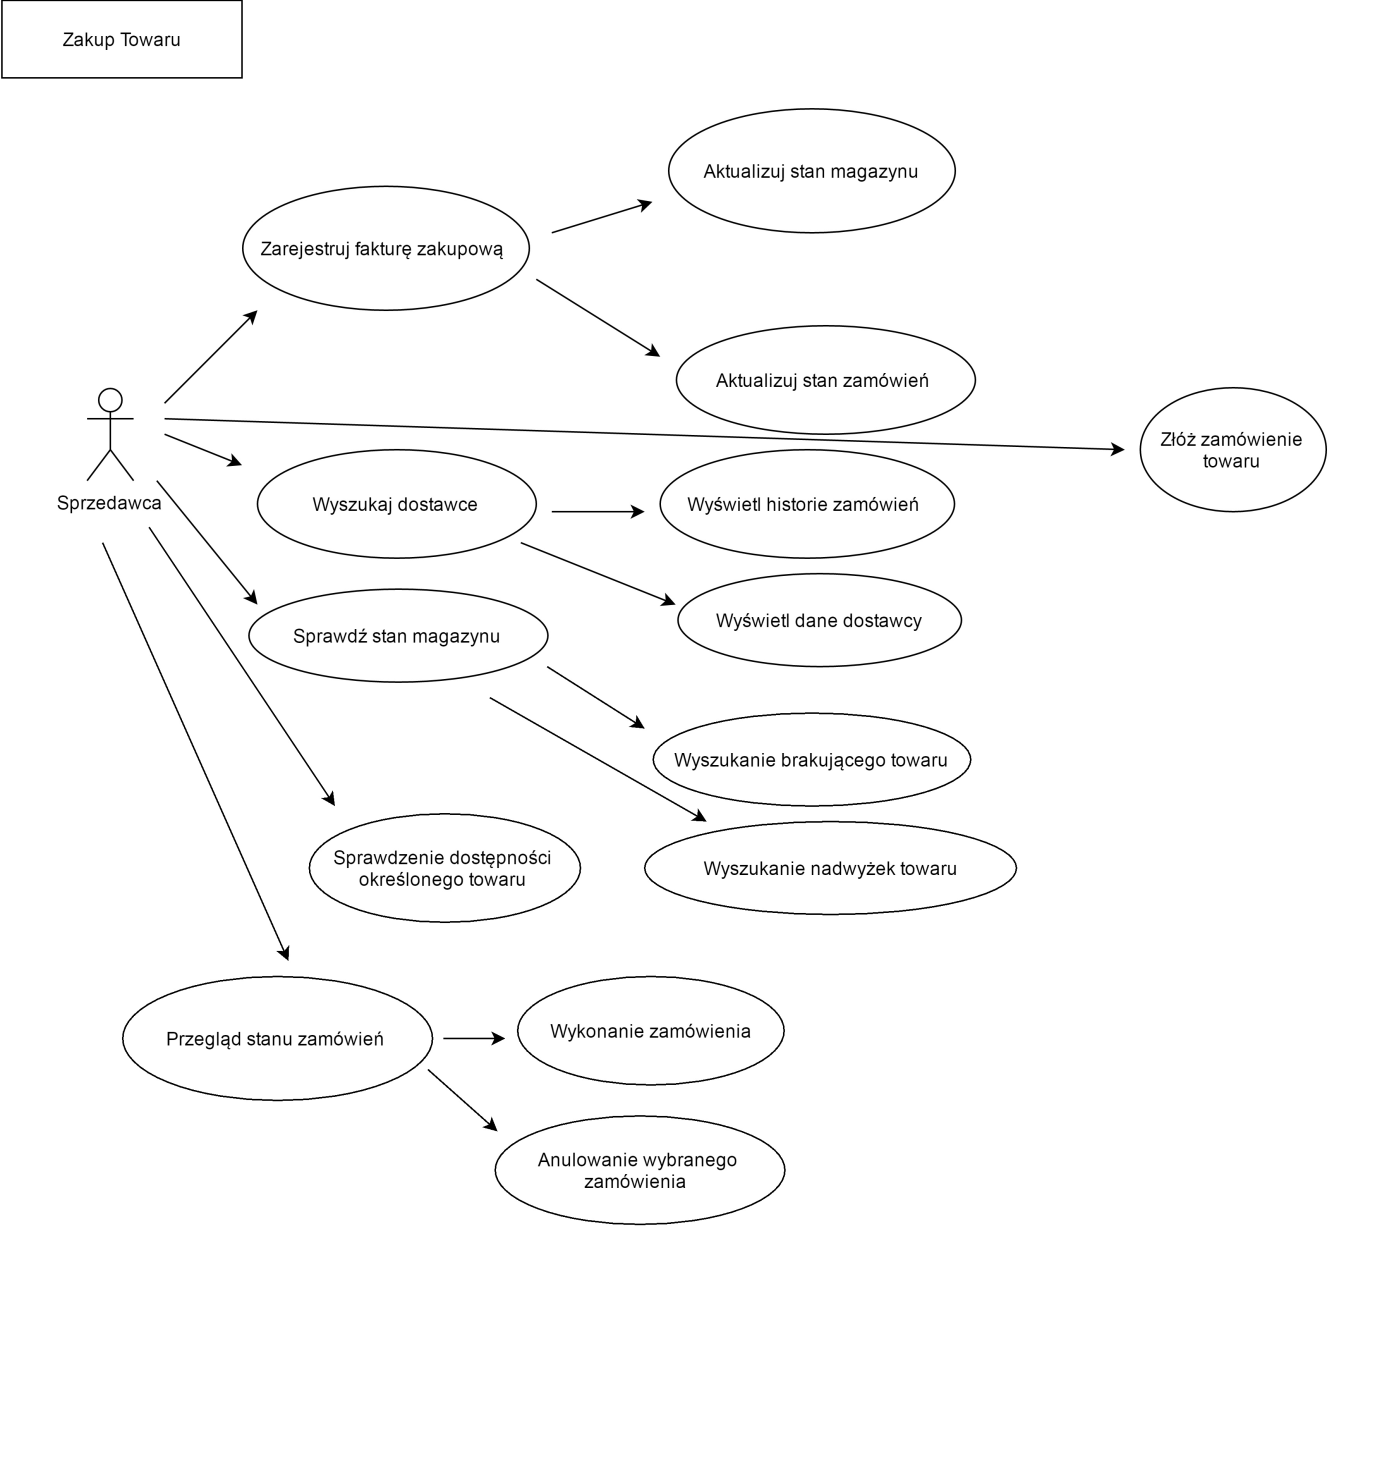 Zakup Towaru
Aktualizuj stan magazynu
Zarejestruj fakturę zakupową
Aktualizuj stan zamówień
Złóż zamówienie
towaru
Sprzedawca
Wyszukaj dostawce
Wyświetl historie zamówień
Wyświetl dane dostawcy
Sprawdź stan magazynu
Wyszukanie brakującego towaru
Sprawdzenie dostępności
określonego towaru
Wyszukanie nadwyżek towaru
Przegląd stanu zamówień
Wykonanie zamówienia
Anulowanie wybranego
zamówienia